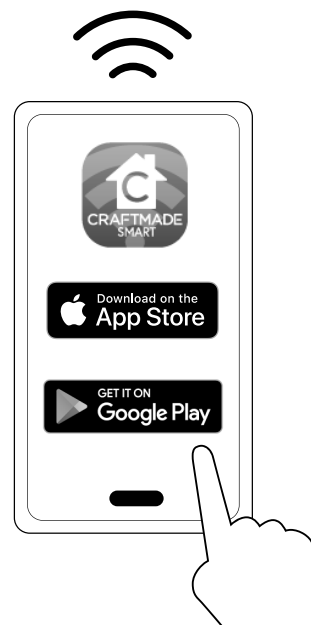 C
CRAFTMADE
SMART
Download on the
App Store
GET IT ON
Google Play